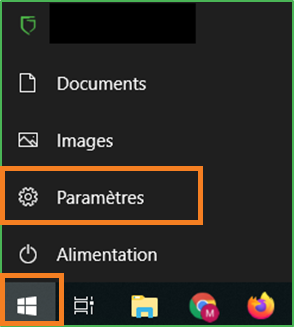 Documents
Images
Paramètres
Alimentation
M